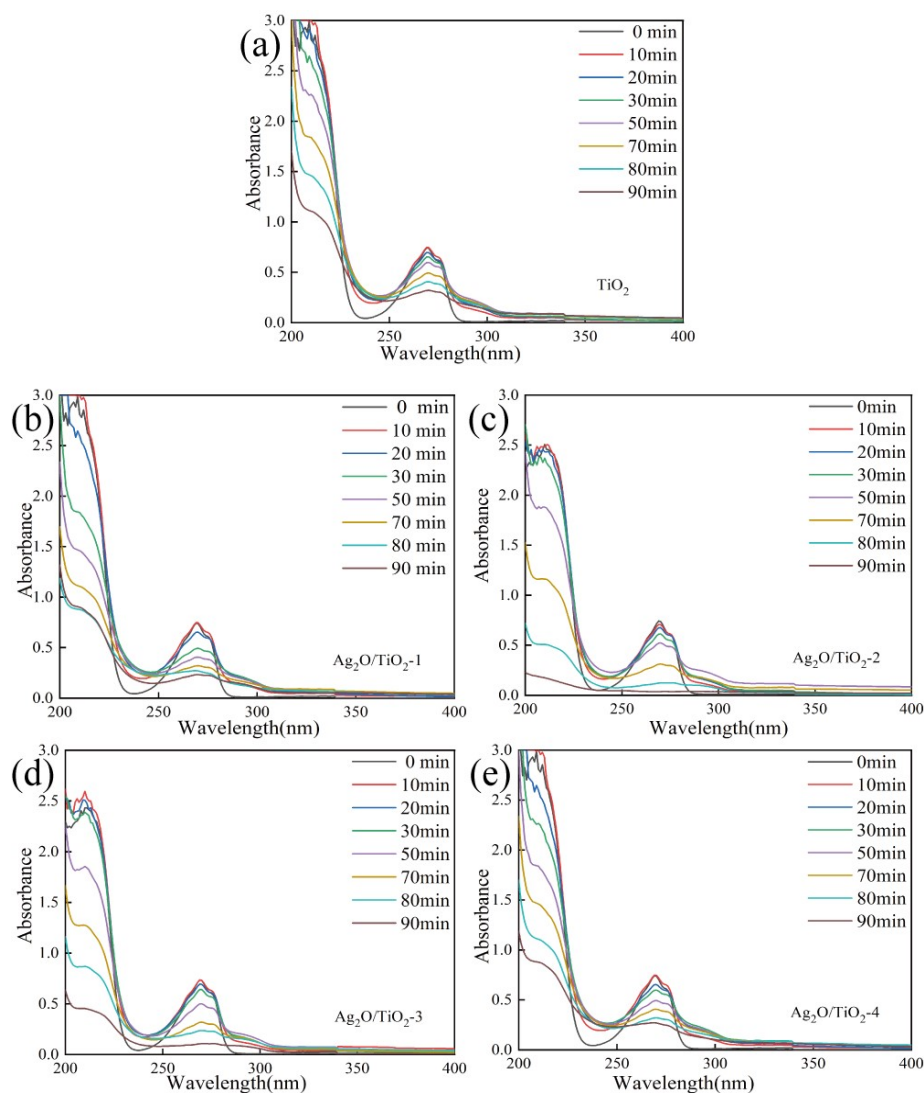 (a)
3.0
2.5
2.0
1.5
1.0
0.5
0.0
Absorbance
0 min
10min
20min
30min
50min
70min
80min
90min
TiO₂
200 250 300 350 400
Wavelength(nm)
(b)
3.0
2.5
2.0
1.5
1.0
0.5
0.0
Absorbance
0 min
10 min
20 min
30 min
50 min
70 min
80 min
90 min
Ag₂O/TiO₂-1
200 250 300 350 400
Wavelength(nm)
(c)
3.0
2.5
2.0
1.5
1.0
0.5
0.0
Absorbance
0min
10min
20min
30min
50min
70min
80min
90min
Ag₂O/TiO₂-2
200 250 300 350 400
Wavelength(nm)
(d)
3.0
2.5
2.0
1.5
1.0
0.5
0.0
Absorbance
0 min
10min
20min
30min
50min
70min
80min
90min
Ag₂O/TiO₂-3
200 250 300 350 400
Wavelength(nm)
(e)
3.0
2.5
2.0
1.5
1.0
0.5
0.0
Absorbance
0min
10min
20min
30min
50min
70min
80min
90min
Ag₂O/TiO₂-4
200 250 300 350 400
Wavelength(nm)